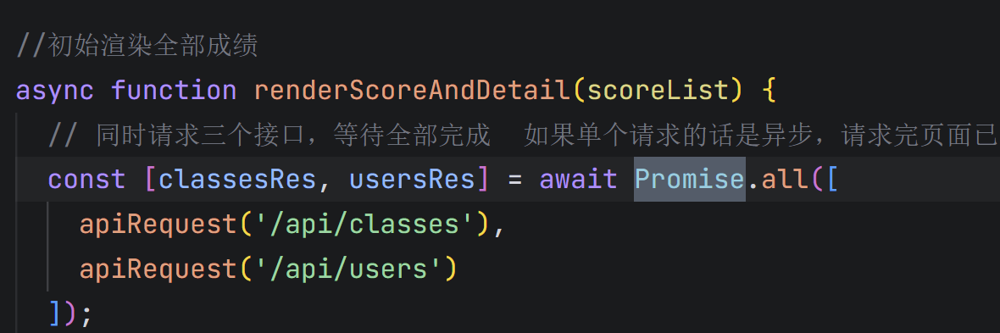 //初始渲染全部成绩
async function renderScoreAndDetail(scoreList) {
// 同时请求三个接口，等待全部完成  如果单个请求的话是异步，请求完页面已
const [classesRes, usersRes] = await Promise.all([
apiRequest('/api/classes'),
apiRequest('/api/users')
]);